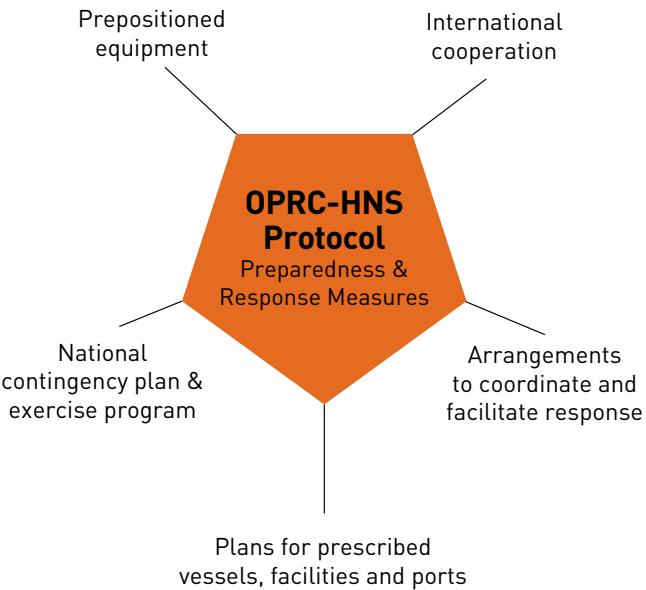 Prepositioned
equipment
International
cooperation
OPRC-HNS
Protocol
Preparedness &
Response Measures
National
contingency plan &
exercise program
Arrangements
to coordinate and
facilitate response
Plans for prescribed
vessels, facilities and ports